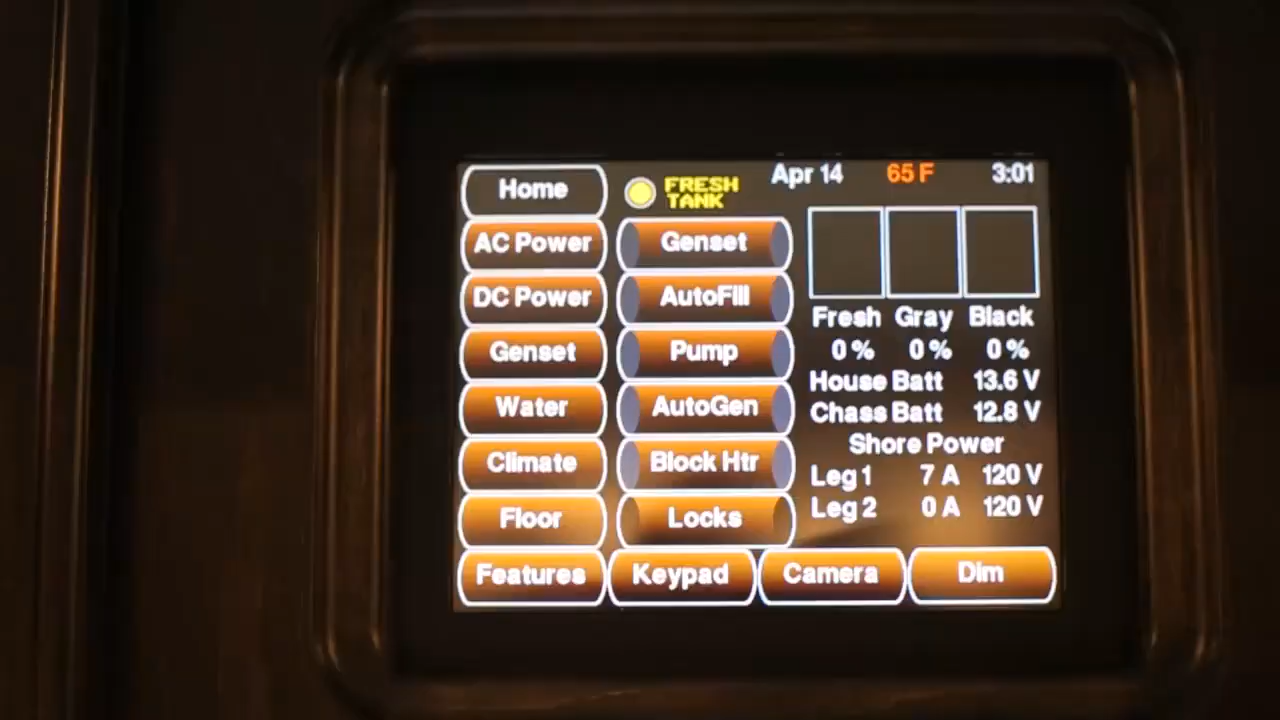 Home
FRESH
TANK
Apr 14 65 F 3:01
AC Power
DC Power
Genset
Water
Climate
Floor
Features
Genset
AutoFill
Pump
AutoGen
Block Htr
Locks
Fresh Gray Black
0 % 0 % 0 %
House Batt 13.6 V
Chass Batt 12.8 V
Shore Power
Leg 1 7 A 120 V
Leg 2 0 A 120 V
Keypad
Camera
Dim